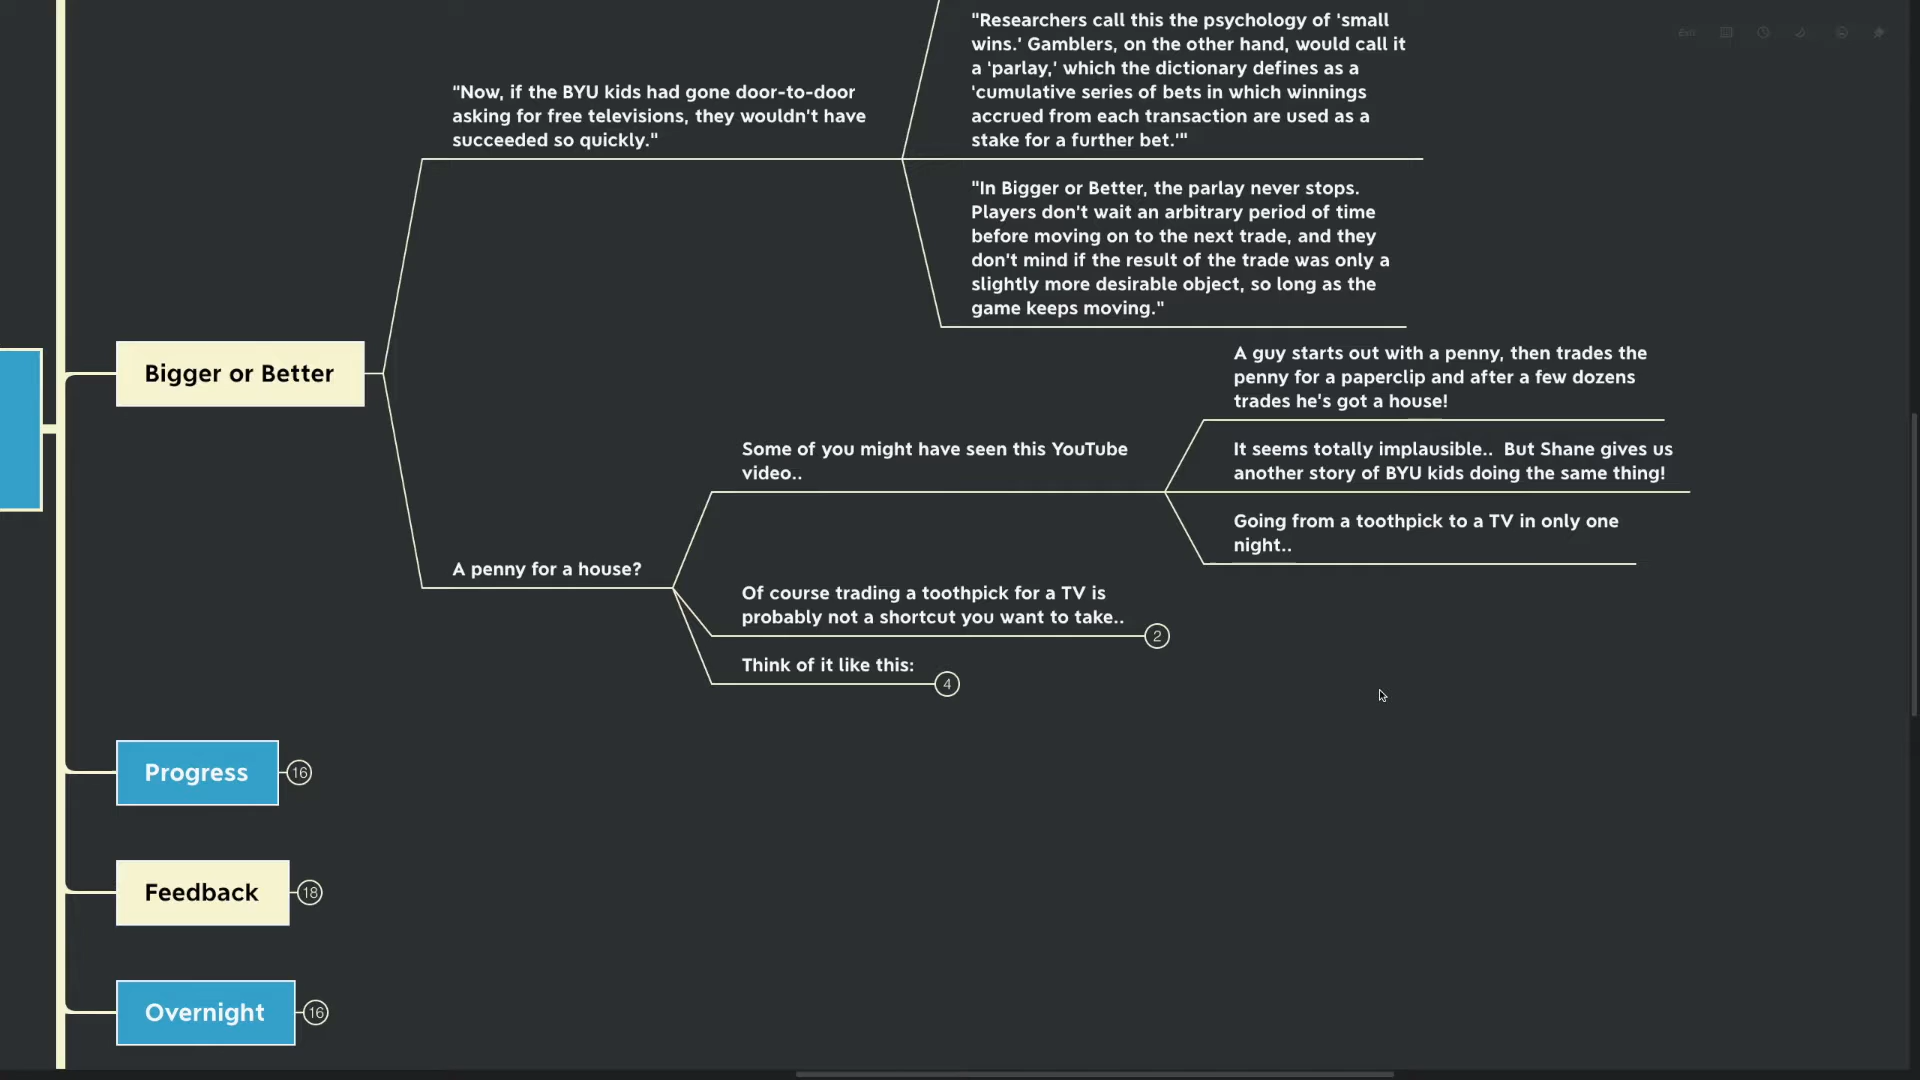 "Researchers call this the psychology of 'small
wins.' Gamblers, on the other hand, would call it
a 'parlay,' which the dictionary defines as a
'cumulative series of bets in which winnings
accrued from each transaction are used as a
stake for a further bet.'"
"Now, if the BYU kids had gone door-to-door
asking for free televisions, they wouldn't have
succeeded so quickly."
"In Bigger or Better, the parlay never stops.
Players don't wait an arbitrary period of time
before moving on to the next trade, and they
don't mind if the result of the trade was only a
slightly more desirable object, so long as the
game keeps moving."
Bigger or Better
A guy starts out with a penny, then trades the
penny for a paperclip and after a few dozens
trades he's got a house!
Some of you might have seen this YouTube
video..
It seems totally implausible..  But Shane gives us
another story of BYU kids doing the same thing!
Going from a toothpick to a TV in only one
night..
A penny for a house?
Of course trading a toothpick for a TV is
probably not a shortcut you want to take..
2
Think of it like this:
4
Progress
16
Feedback
18
Overnight
16
Exit